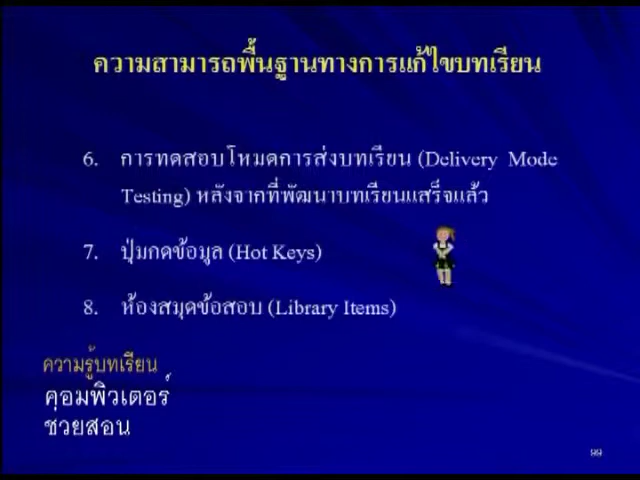 ความสามารถพื้นฐานทางการแก้ไขบทเรียน
6. การทดสอบโหมดการส่งบทเรียน (Delivery Mode
Testing) หลังจากที่พัฒนาบทเรียนเสร็จแล้ว
7. ปุ่มกดข้อมูล (Hot Keys)
8. ห้องสมุดข้อสอบ (Library Items)
ความรู้บทเรียน
คอมพิวเตอร์
ช่วยสอน